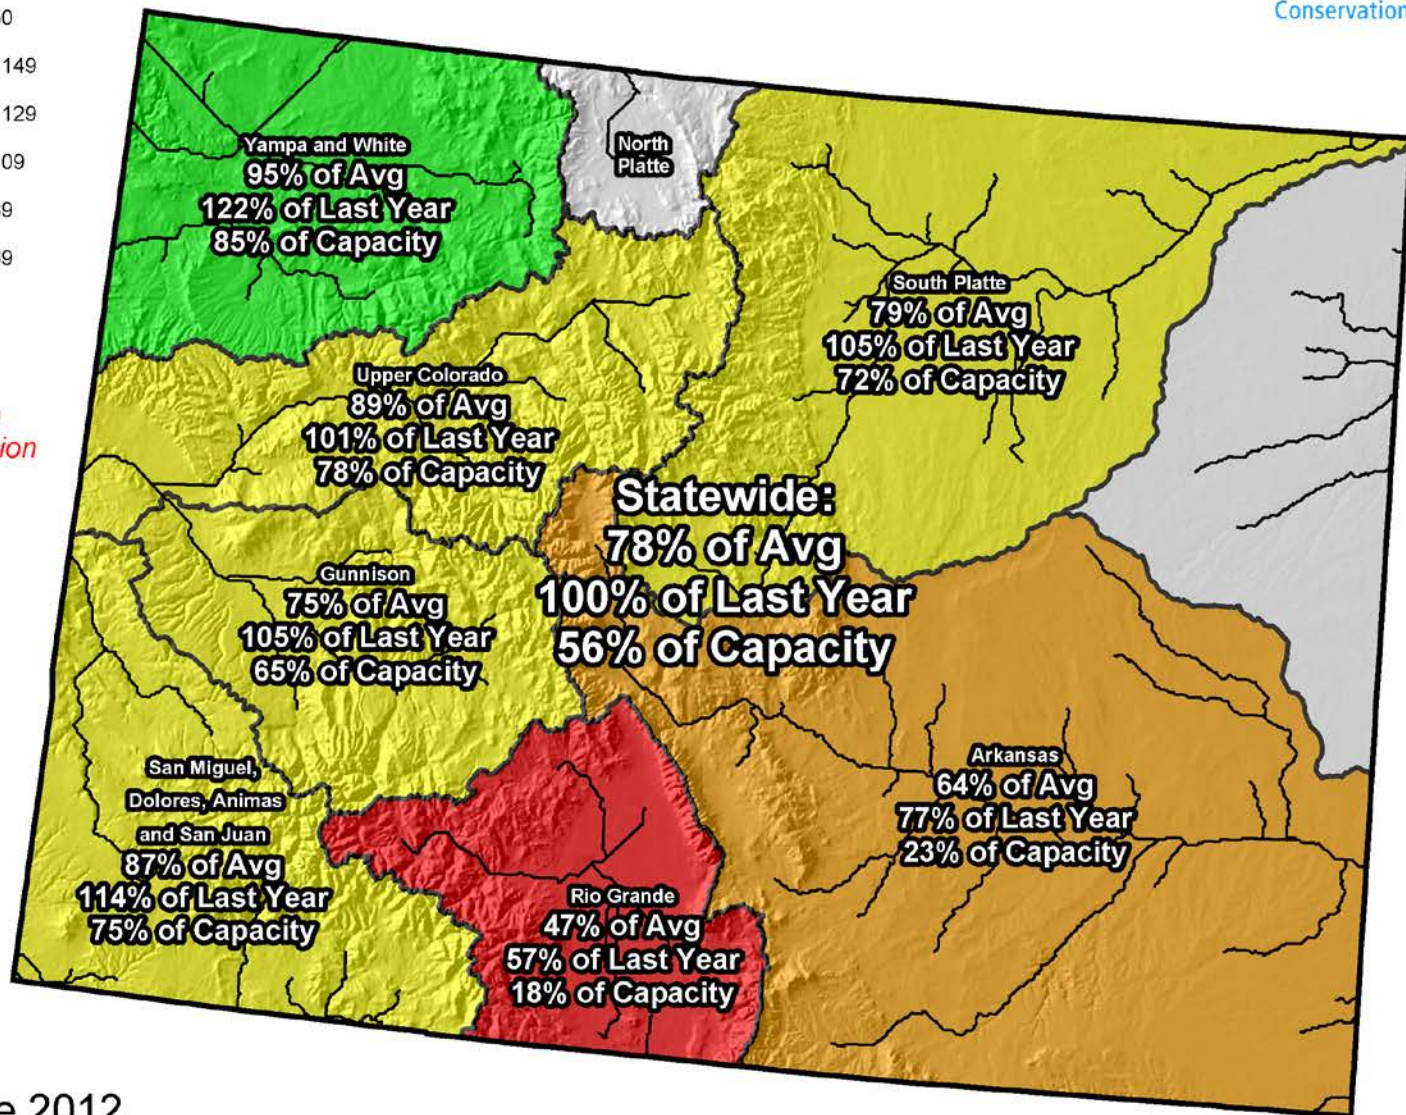 Conservation
149
129
Yampa and White
95% of Avg
122% of Last Year
85% of Capacity
North
Platte
South Platte
79% of Avg
105% of Last Year
72% of Capacity
Upper Colorado
89% of Avg
101% of Last Year
78% of Capacity
Statewide:
78% of Avg
100% of Last Year
56% of Capacity
Gunnison
75% of Avg
105% of Last Year
65% of Capacity
San Miguel,
Dolores, Animas
and San Juan
87% of Avg
114% of Last Year
75% of Capacity
Arkansas
64% of Avg
77% of Last Year
23% of Capacity
Rio Grande
47% of Avg
57% of Last Year
18% of Capacity
2012